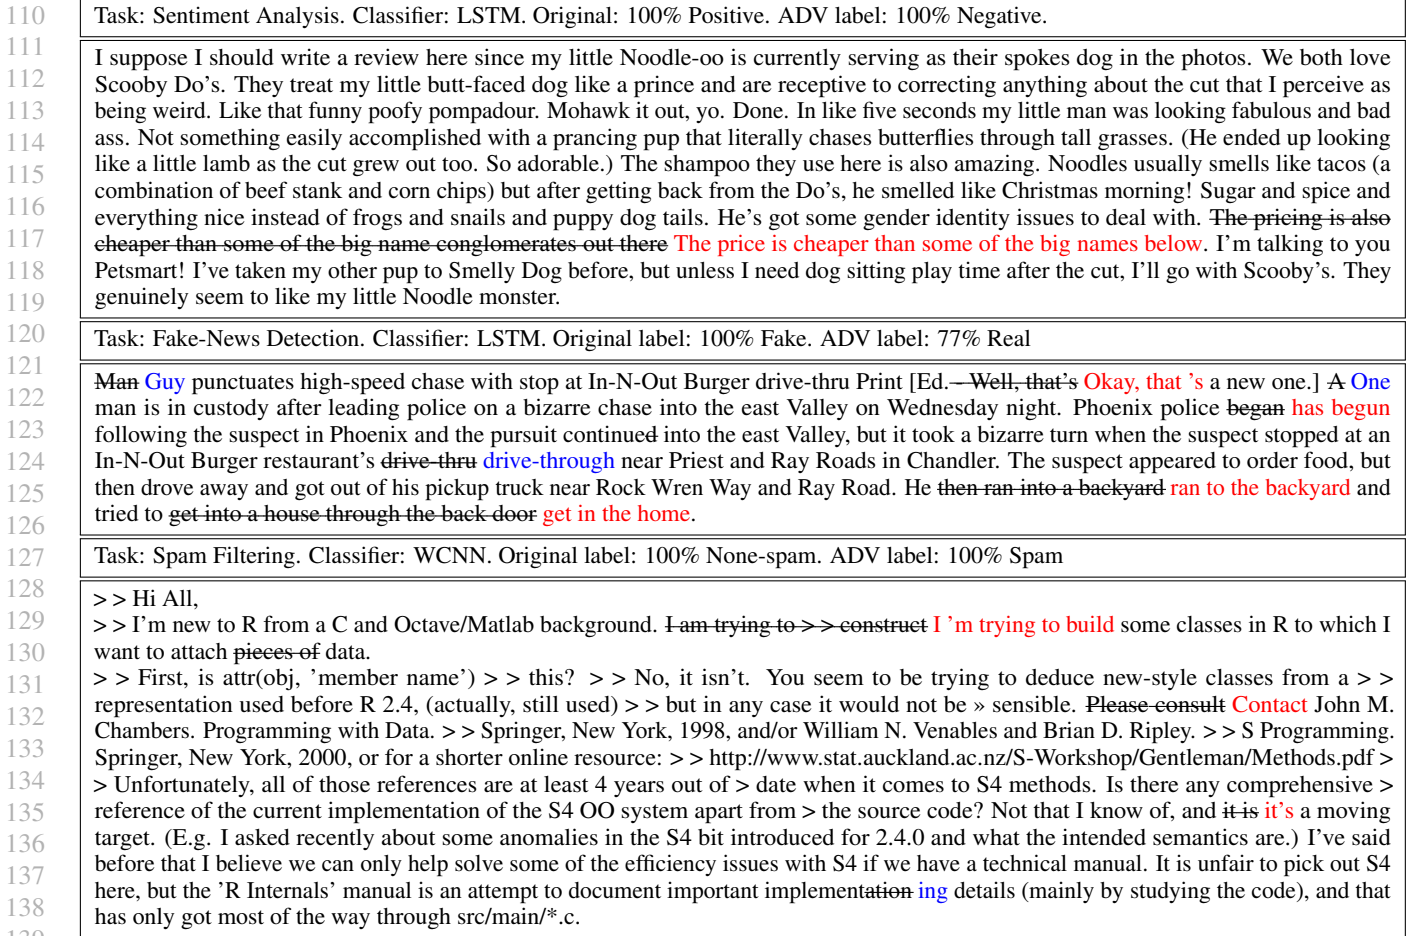 110 Task: Sentiment Analysis. Classifier: LSTM. Original: 100% Positive. ADV label: 100% Negative.
111 I suppose I should write a review here since my little Noodle-oo is currently serving as their spokes dog in the photos. We both love
112 Scooby Do's. They treat my little butt-faced dog like a prince and are receptive to correcting anything about the cut that I perceive as
113 being weird. Like that funny poofy pompadour. Mohawk it out, yo. Done. In like five seconds my little man was looking fabulous and bad
114 ass. Not something easily accomplished with a prancing pup that literally chases butterflies through tall grasses. (He ended up looking
115 like a little lamb as the cut grew out too. So adorable.) The shampoo they use here is also amazing. Noodles usually smells like tacos (a
combination of beef stank and corn chips) but after getting back from the Do's, he smelled like Christmas morning! Sugar and spice and
116 everything nice instead of frogs and snails and puppy dog tails. He's got some gender identity issues to deal with. The pricing is also
117 cheaper than some of the big name conglomerates out there The price is cheaper than some of the big names below. I'm talking to you
118 Petsmart! I've taken my other pup to Smelly Dog before, but unless I need dog sitting play time after the cut, I'll go with Scooby's. They
119 genuinely seem to like my little Noodle monster.
120 Task: Fake-News Detection. Classifier: LSTM. Original label: 100% Fake. ADV label: 77% Real
121 Man Guy punctuates high-speed chase with stop at In-N-Out Burger drive-thru Print [Ed. - Well, that's Okay, that 's a new one.] A One
122 man is in custody after leading police on a bizarre chase into the east Valley on Wednesday night. Phoenix police began has begun
123 following the suspect in Phoenix and the pursuit continued into the east Valley, but it took a bizarre turn when the suspect stopped at an
124 In-N-Out Burger restaurant's drive-thru drive-through near Priest and Ray Roads in Chandler. The suspect appeared to order food, but
125 then drove away and got out of his pickup truck near Rock Wren Way and Ray Road. He then ran into a backyard ran to the backyard and
126 tried to get into a house through the back door get in the home.
127 Task: Spam Filtering. Classifier: WCNN. Original label: 100% None-spam. ADV label: 100% Spam
128 > > Hi All,
129 > > I'm new to R from a C and Octave/Matlab background. I am trying to > > construct I 'm trying to build some classes in R to which I
130 want to attach pieces of data.
131 > > First, is attr(obj, 'member name') > > this? > > No, it isn't. You seem to be trying to deduce new-style classes from a > >
132 representation used before R 2.4, (actually, still used) > > but in any case it would not be » sensible. Please consult Contact John M.
Chambers. Programming with Data. > > Springer, New York, 1998, and/or William N. Venables and Brian D. Ripley. > > S Programming.
133 Springer, New York, 2000, or for a shorter online resource: > > http://www.stat.auckland.ac.nz/S-Workshop/Gentleman/Methods.pdf >
134 > Unfortunately, all of those references are at least 4 years out of > date when it comes to S4 methods. Is there any comprehensive >
135 reference of the current implementation of the S4 OO system apart from > the source code? Not that I know of, and it is it's a moving
136 target. (E.g. I asked recently about some anomalies in the S4 bit introduced for 2.4.0 and what the intended semantics are.) I've said
before that I believe we can only help solve some of the efficiency issues with S4 if we have a technical manual. It is unfair to pick out S4
137 here, but the 'R Internals' manual is an attempt to document important implementation ing details (mainly by studying the code), and that
138 has only got most of the way through src/main/*.c.